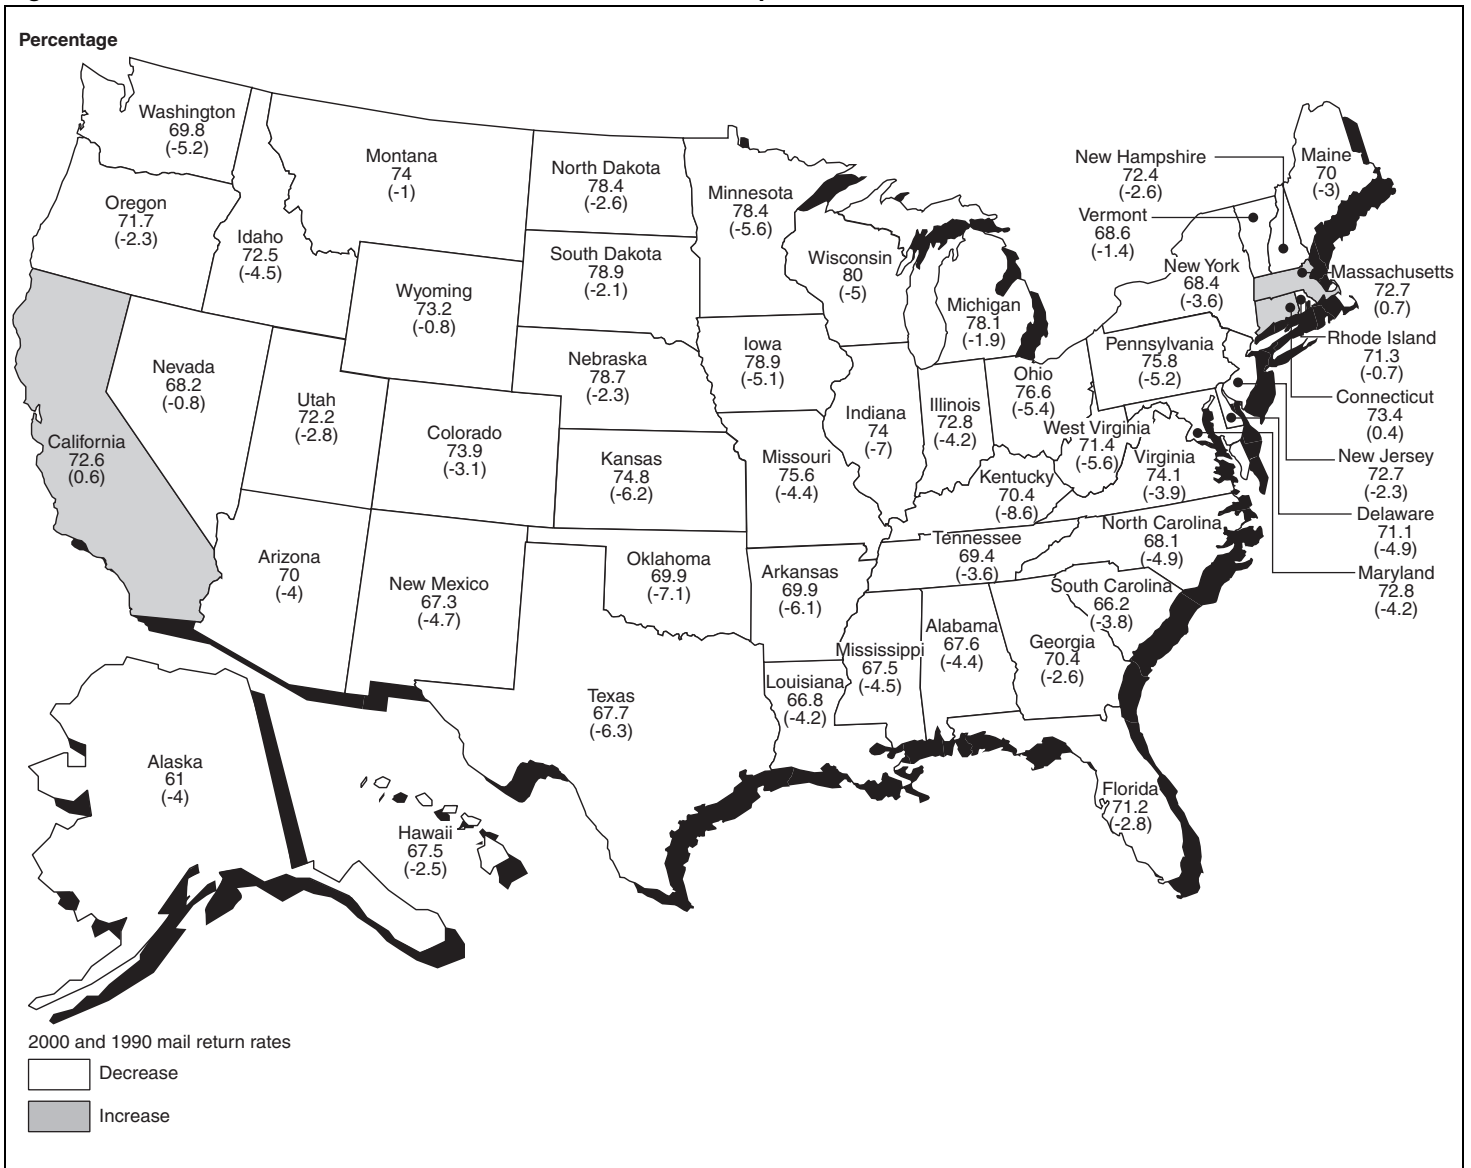 Percentage
Washington
69.8
(-5.2)
Oregon
71.7
(-2.3)
Idaho
72.5
(-4.5)
Montana
74
(-1)
North Dakota
78.4
(-2.6)
Minnesota
78.4
(-5.6)
South Dakota
78.9
(-2.1)
Wyoming
73.2
(-0.8)
Wisconsin
80
(-5)
Michigan
78.1
(-1.9)
New Hampshire
72.4
(-2.6)
Vermont
68.6
(-1.4)
Maine
70
(-3)
New York
68.4
(-3.6)
Massachusetts
72.7
(0.7)
Rhode Island
71.3
(-0.7)
Connecticut
73.4
(0.4)
New Jersey
72.7
(-2.3)
Delaware
71.1
(-4.9)
Maryland
72.8
(-4.2)
Pennsylvania
75.8
(-5.2)
Ohio
76.6
(-5.4)
Illinois
72.8
(-4.2)
Indiana
74
(-7)
Iowa
78.9
(-5.1)
Nebraska
78.7
(-2.3)
Nevada
68.2
(-0.8)
Utah
72.2
(-2.8)
Colorado
73.9
(-3.1)
California
72.6
(0.6)
Kansas
74.8
(-6.2)
Missouri
75.6
(-4.4)
West Virginia
71.4
(-5.6)
Virginia
74.1
(-3.9)
Kentucky
70.4
(-8.6)
North Carolina
68.1
(-4.9)
Tennessee
69.4
(-3.6)
Arizona
70
(-4)
New Mexico
67.3
(-4.7)
Oklahoma
69.9
(-7.1)
Arkansas
69.9
(-6.1)
South Carolina
66.2
(-3.8)
Georgia
70.4
(-2.6)
Alabama
67.6
(-4.4)
Mississippi
67.5
(-4.5)
Louisiana
66.8
(-4.2)
Texas
67.7
(-6.3)
Florida
71.2
(-2.8)
Alaska
61
(-4)
Hawaii
67.5
(-2.5)
2000 and 1990 mail return rates
Decrease
Increase